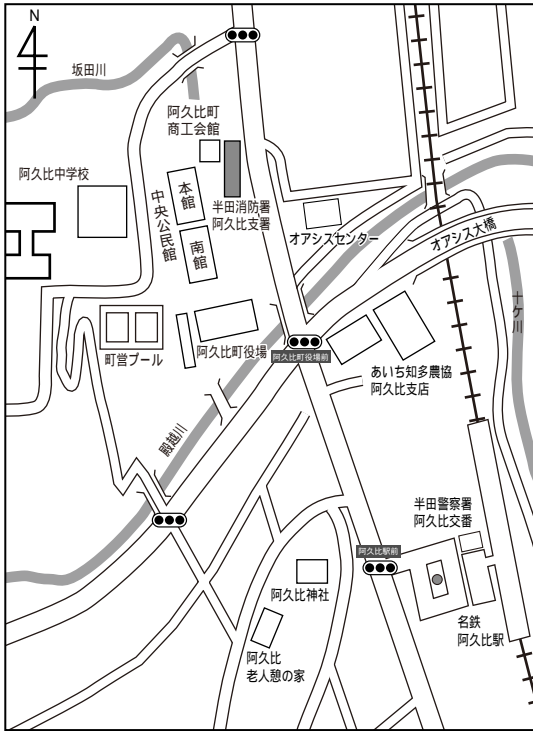 N
坂田川
阿久比町
商工会館
阿久比中学校
本館
中央公民館
半田消防署
阿久比支署
南館
オアシスセンター
オアシス大橋
十ケ川
町営プール
阿久比町役場
阿久比町役場前
あいち知多農協
阿久比支店
殿越川
半田警察署
阿久比交番
阿久比駅前
阿久比神社
名鉄
阿久比駅
阿久比
老人憩の家